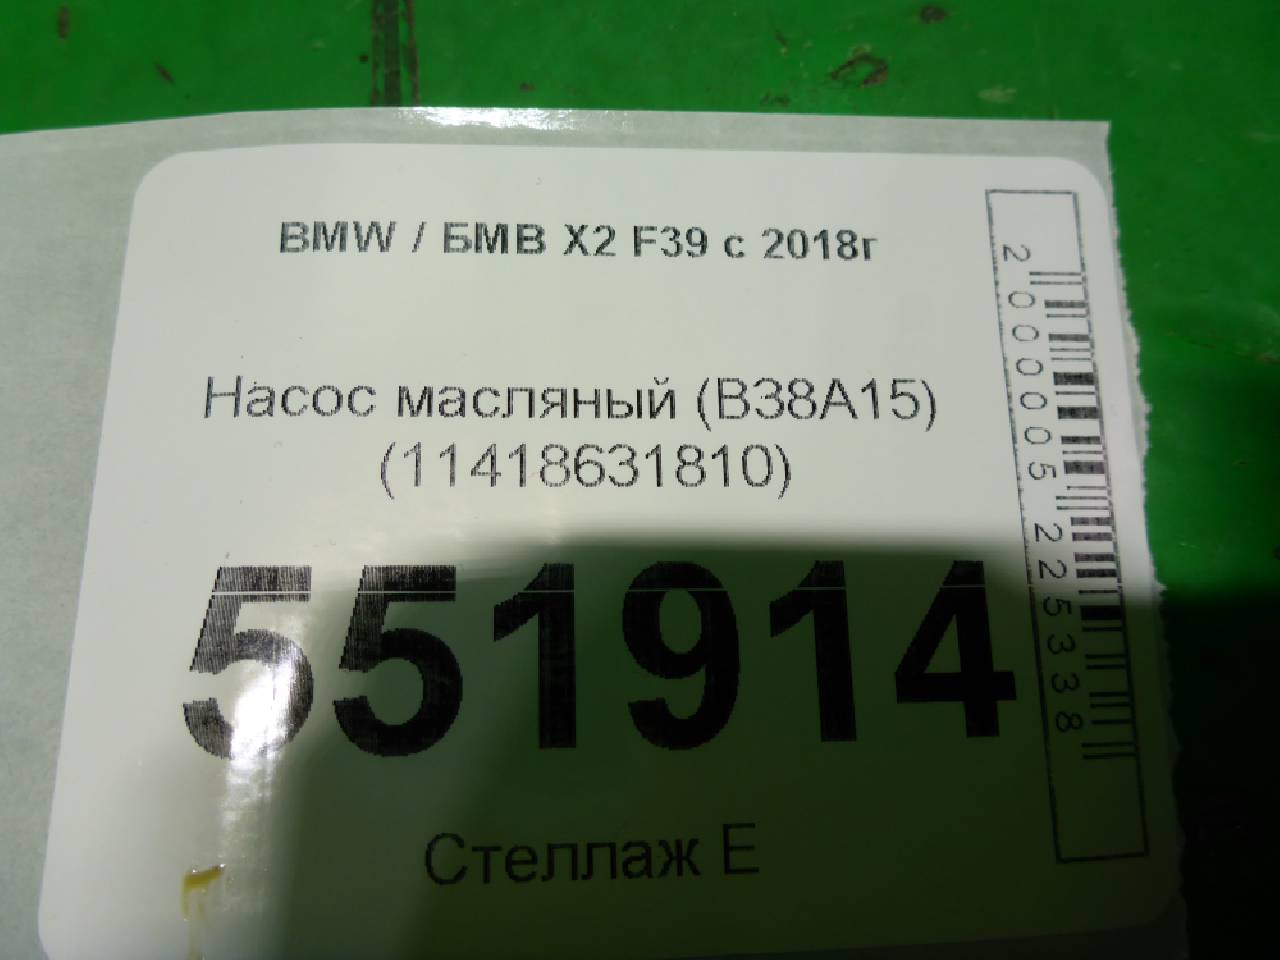 BMW / БМВ X2 F39 с 2018г
Насос масляный (B38A15)
(11418631810)
551914
Стеллаж Е
2000005225338